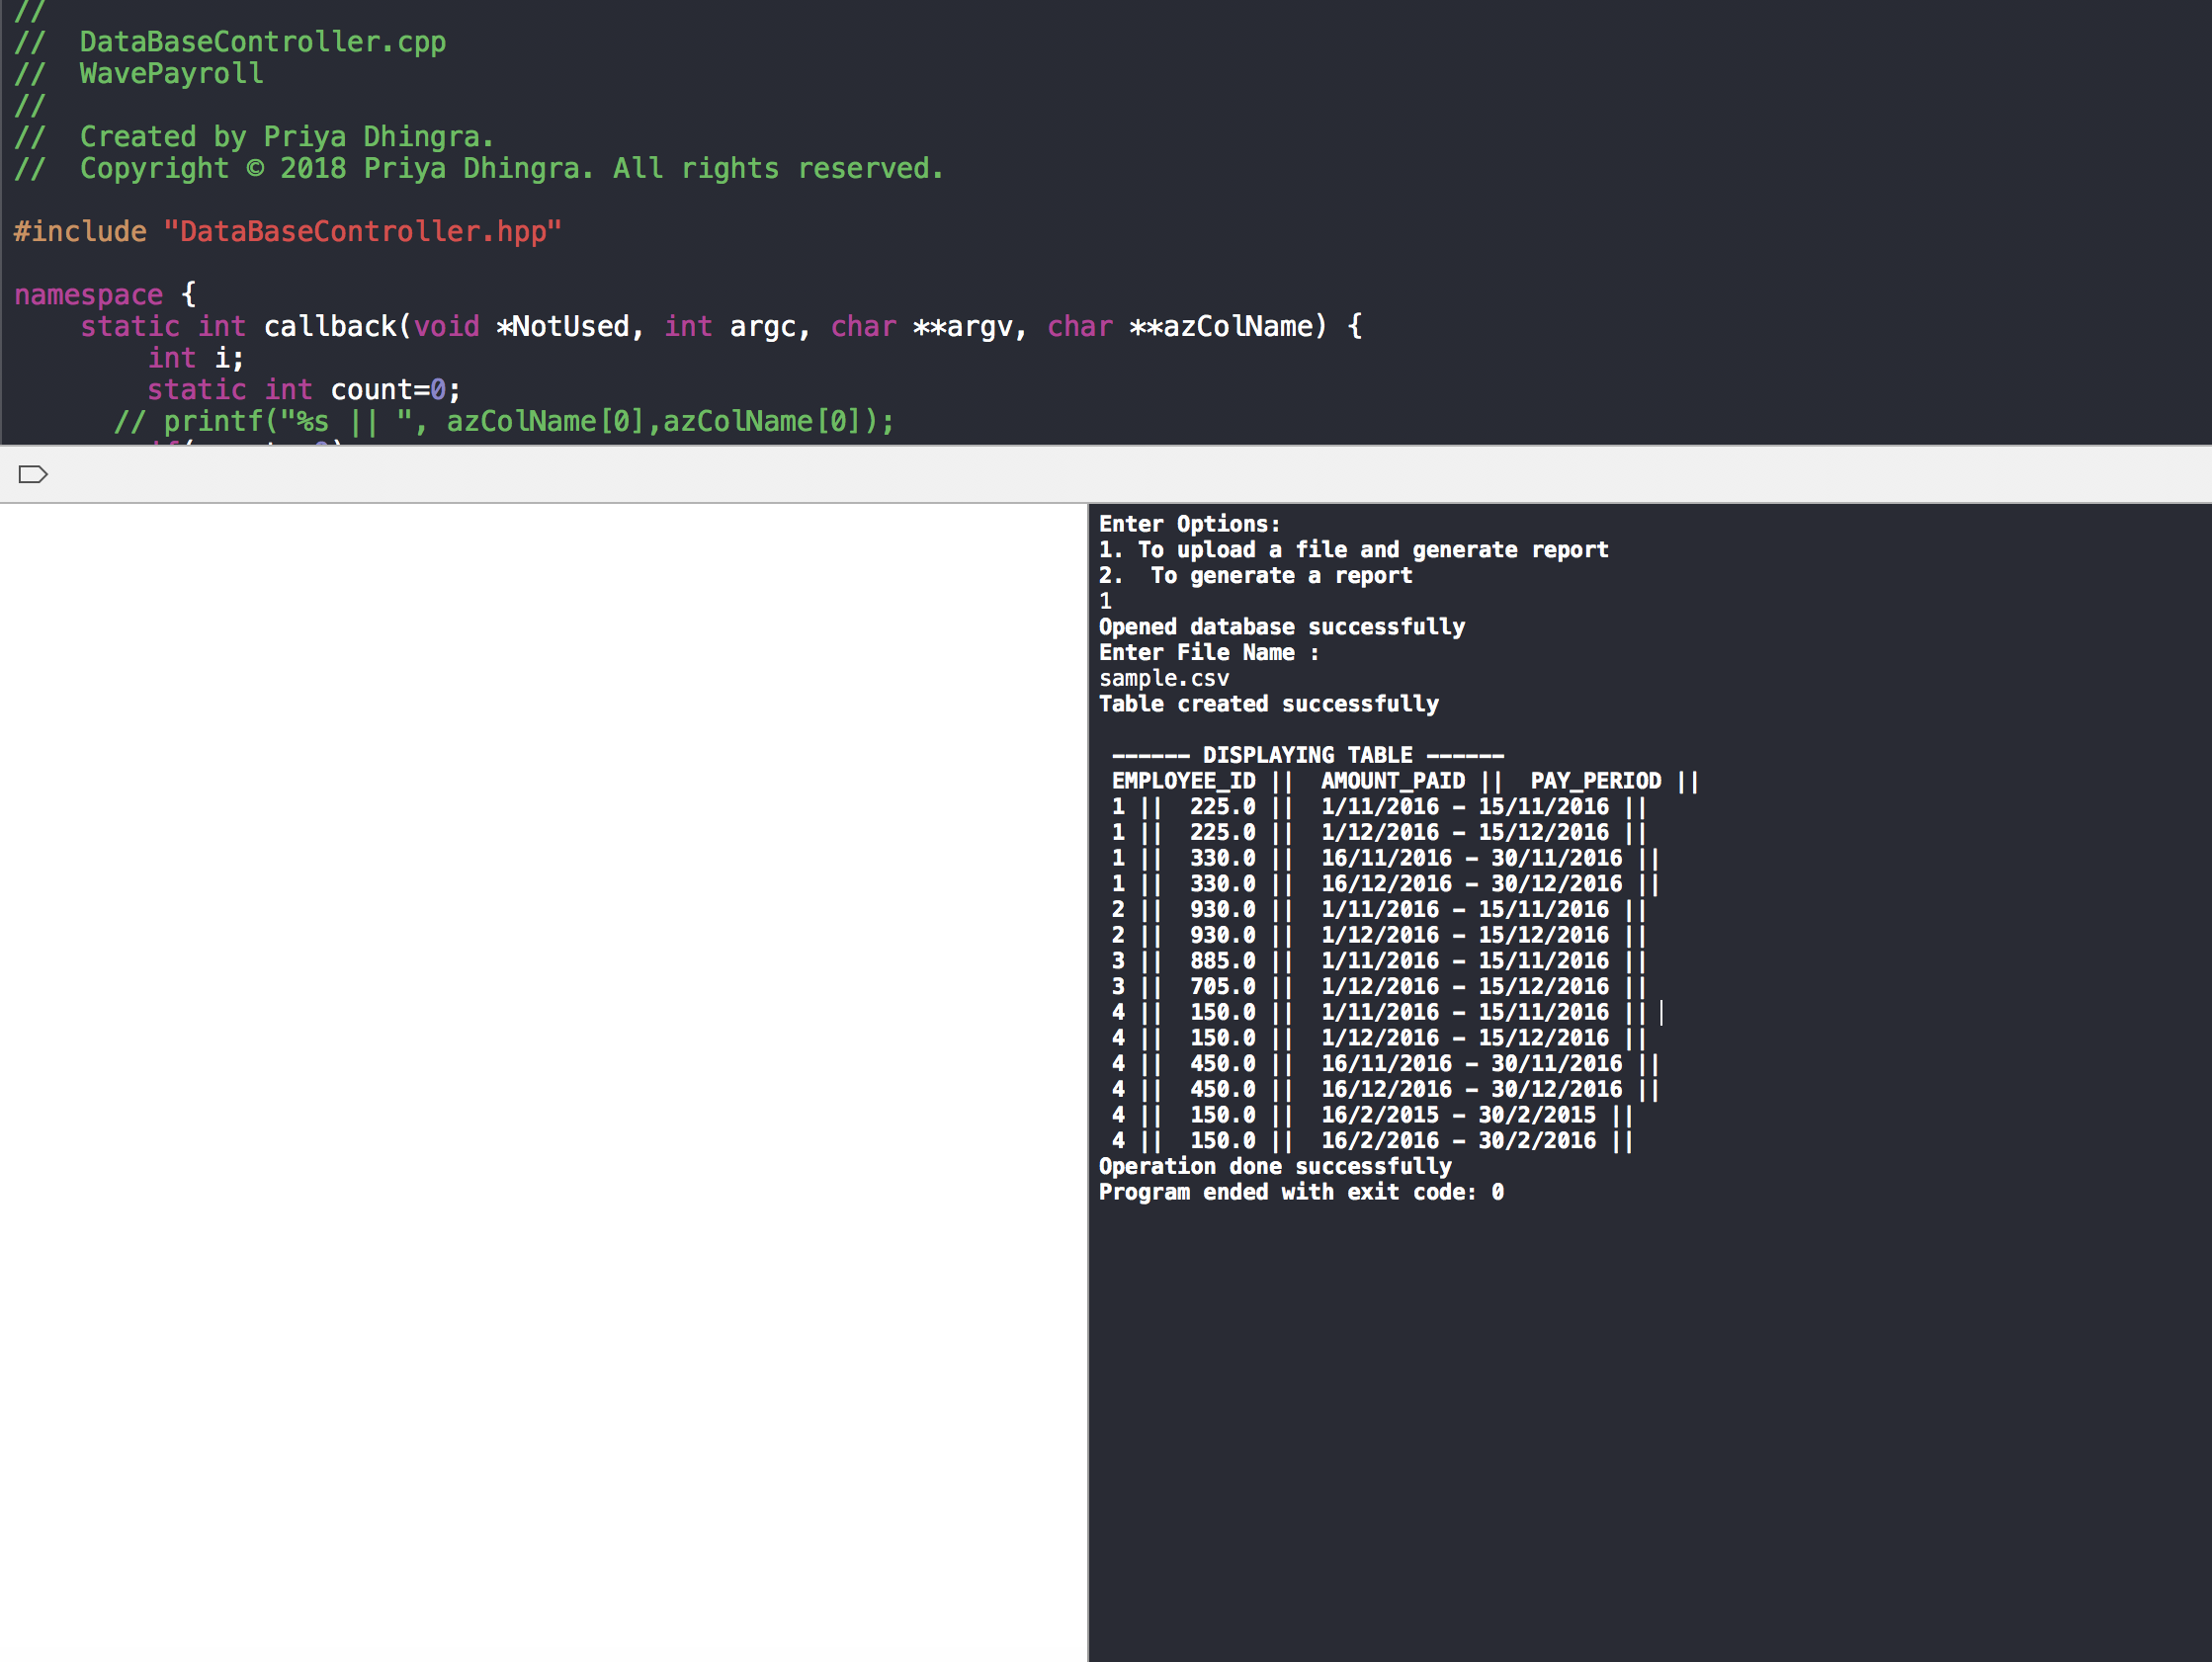 //
//  DataBaseController.cpp
//  WavePayroll
//
//  Created by Priya Dhingra.
//  Copyright © 2018 Priya Dhingra. All rights reserved.
#include "DataBaseController.hpp"
namespace {
    static int callback(void *NotUsed, int argc, char **argv, char **azColName) {
        int i;
        static int count=0;
      // printf("%s || ", azColName[0],azColName[0]);
Enter Options:
1. To upload a file and generate report
2.  To generate a report
1
Opened database successfully
Enter File Name :
sample.csv
Table created successfully
 ------ DISPLAYING TABLE ------
 EMPLOYEE_ID ||  AMOUNT_PAID ||  PAY_PERIOD ||
 1 ||  225.0 ||  1/11/2016 - 15/11/2016 ||
 1 ||  225.0 ||  1/12/2016 - 15/12/2016 ||
 1 ||  330.0 ||  16/11/2016 - 30/11/2016 ||
 1 ||  330.0 ||  16/12/2016 - 30/12/2016 ||
 2 ||  930.0 ||  1/11/2016 - 15/11/2016 ||
 2 ||  930.0 ||  1/12/2016 - 15/12/2016 ||
 3 ||  885.0 ||  1/11/2016 - 15/11/2016 ||
 3 ||  705.0 ||  1/12/2016 - 15/12/2016 ||
 4 ||  150.0 ||  1/11/2016 - 15/11/2016 ||
 4 ||  150.0 ||  1/12/2016 - 15/12/2016 ||
 4 ||  450.0 ||  16/11/2016 - 30/11/2016 ||
 4 ||  450.0 ||  16/12/2016 - 30/12/2016 ||
 4 ||  150.0 ||  16/2/2015 - 30/2/2015 ||
 4 ||  150.0 ||  16/2/2016 - 30/2/2016 ||
Operation done successfully
Program ended with exit code: 0